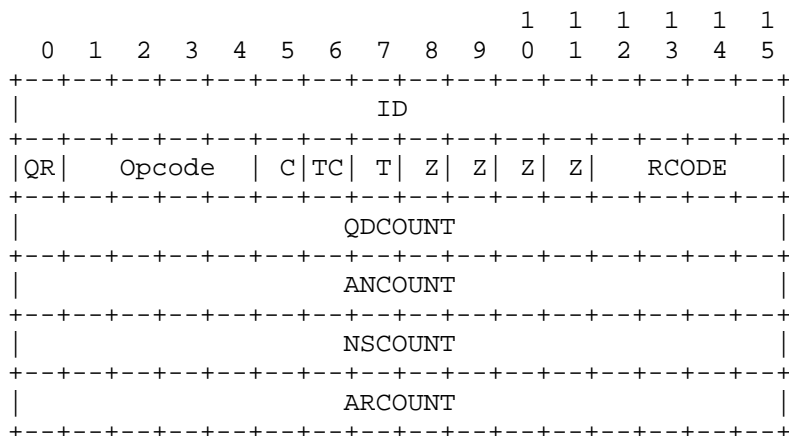 1  1  1  1  1  1
  0  1  2  3  4  5  6  7  8  9  0  1  2  3  4  5
+--+--+--+--+--+--+--+--+--+--+--+--+--+--+--+--+
|                      ID                       |
+--+--+--+--+--+--+--+--+--+--+--+--+--+--+--+--+
|QR|   Opcode  | C|TC| T| Z| Z| Z| Z|   RCODE   |
+--+--+--+--+--+--+--+--+--+--+--+--+--+--+--+--+
|                    QDCOUNT                    |
+--+--+--+--+--+--+--+--+--+--+--+--+--+--+--+--+
|                    ANCOUNT                    |
+--+--+--+--+--+--+--+--+--+--+--+--+--+--+--+--+
|                    NSCOUNT                    |
+--+--+--+--+--+--+--+--+--+--+--+--+--+--+--+--+
|                    ARCOUNT                    |
+--+--+--+--+--+--+--+--+--+--+--+--+--+--+--+--+